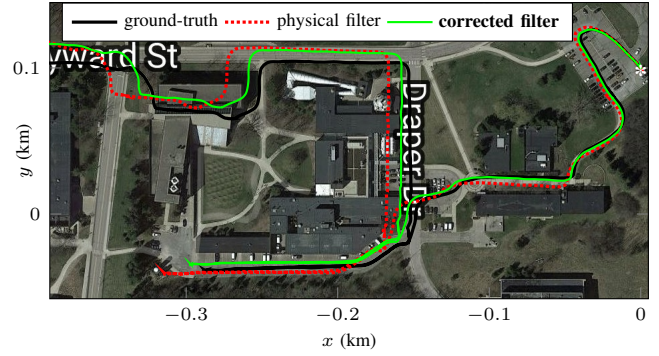 ground-truth physical filter corrected filter
yward St
Draper D
0.1
0
y (km)
−0.3 −0.2 −0.1 0
x (km)